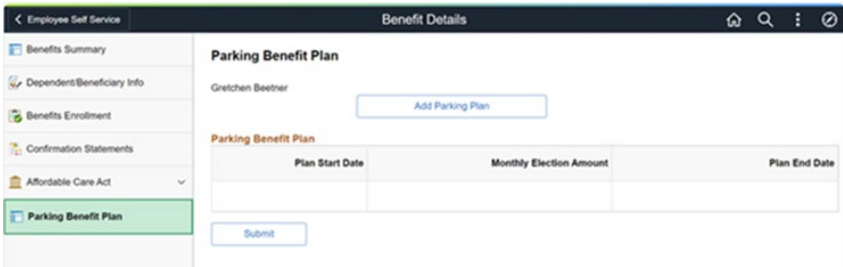 Employee Self Service
Benefit Details
Benefits Summary
Dependent/Beneficiary Info
Benefits Enrollment
Confirmation Statements
Affordable Care Act
Parking Benefit Plan
Parking Benefit Plan
Gretchen Beetner
Add Parking Plan
Parking Benefit Plan
Plan Start Date Monthly Election Amount Plan End Date
Submit